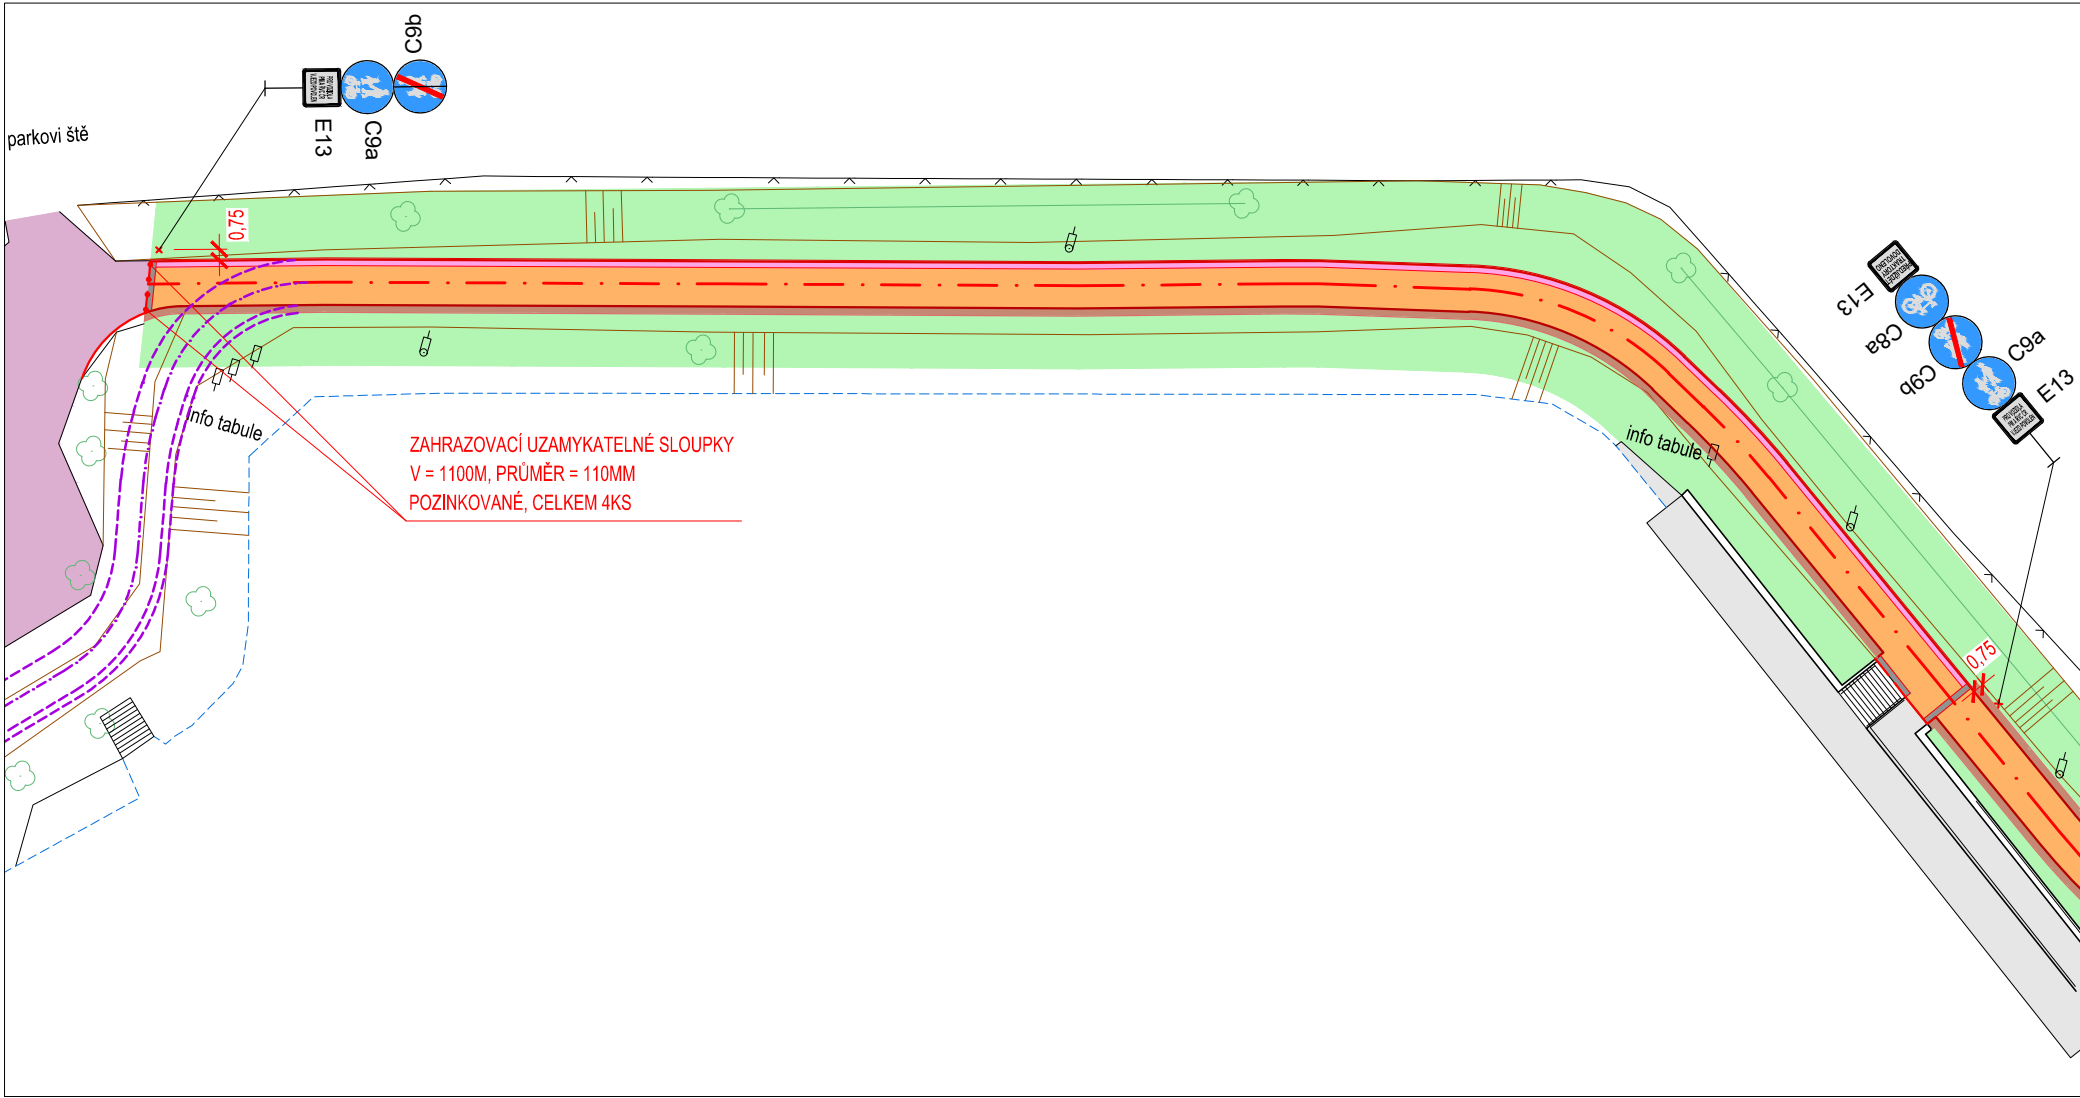 C9b
C9a
E13
parkovi ště
0,75
info tabule
ZAHRAZOVACÍ UZAMYKATELNÉ SLOUPKY
V = 1100M, PRŮMĚR = 110MM
POZINKOVANÉ, CELKEM 4KS
E13
C8a
C9b
C9a
E13
info tabule
0,75